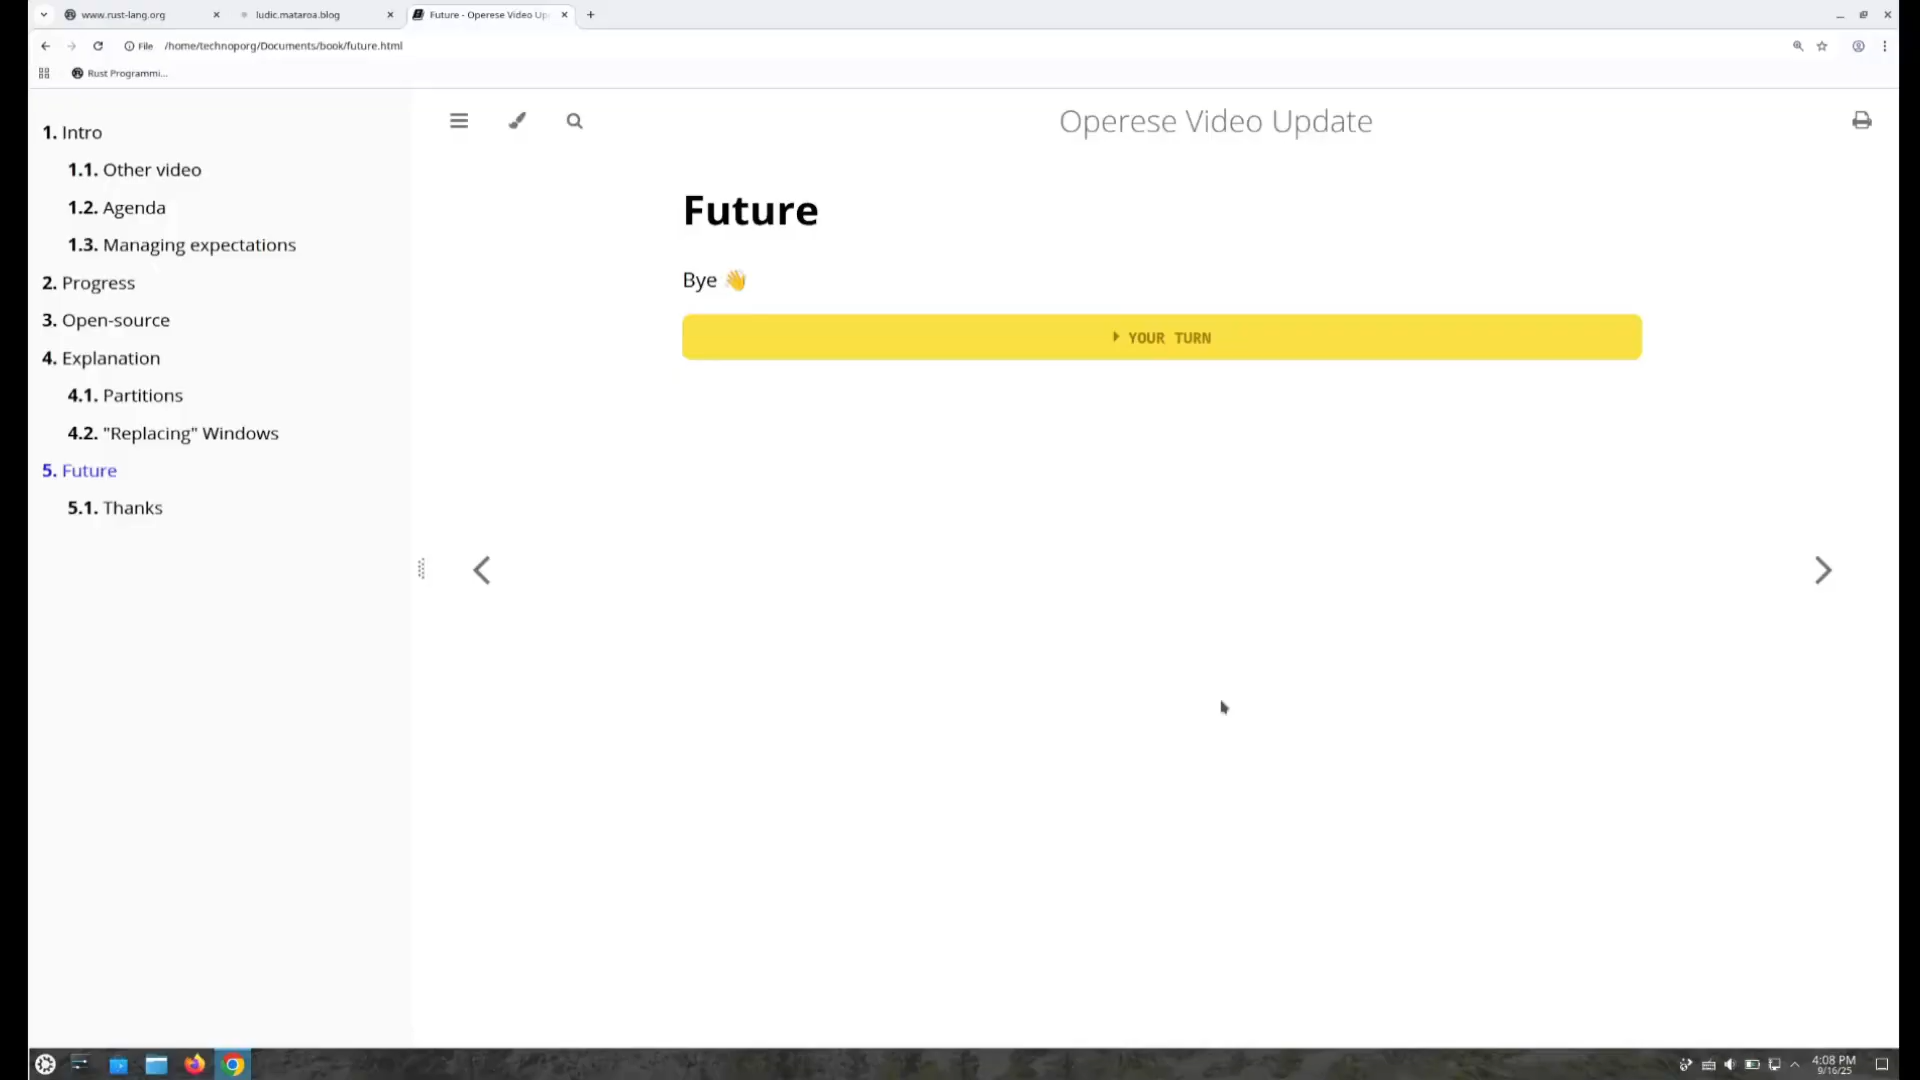 www.rust-lang.org
ludic.mataroa.blog
Future - Operese Video Up
File /home/technoporg/Documents/book/future.html
Rust Programmi...
Operese Video Update
1. Intro
1.1. Other video
1.2. Agenda
1.3. Managing expectations
2. Progress
3. Open-source
4. Explanation
4.1. Partitions
4.2. "Replacing" Windows
5. Future
5.1. Thanks
Future
Bye 👋
YOUR TURN
4:08 PM
9/16/25